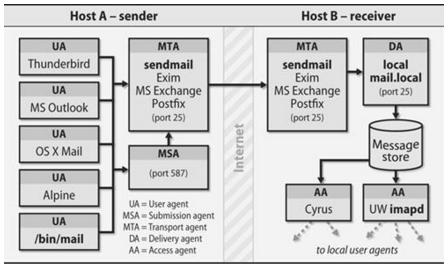 Host A – sender
Host B – receiver
UA
Thunderbird
UA
MS Outlook
UA
OS X Mail
UA
Alpine
UA
/bin/mail
MTA
sendmail
Exim
MS Exchange
Postfix
(port 25)
MSA
(port 587)
UA = User agent
MSA = Submission agent
MTA = Transport agent
DA = Delivery agent
AA = Access agent
Internet
MTA
sendmail
Exim
MS Exchange
Postfix
(port 25)
DA
local
mail.local
(port 25)
Message
store
AA
Cyrus
AA
UW imapd
to local user agents